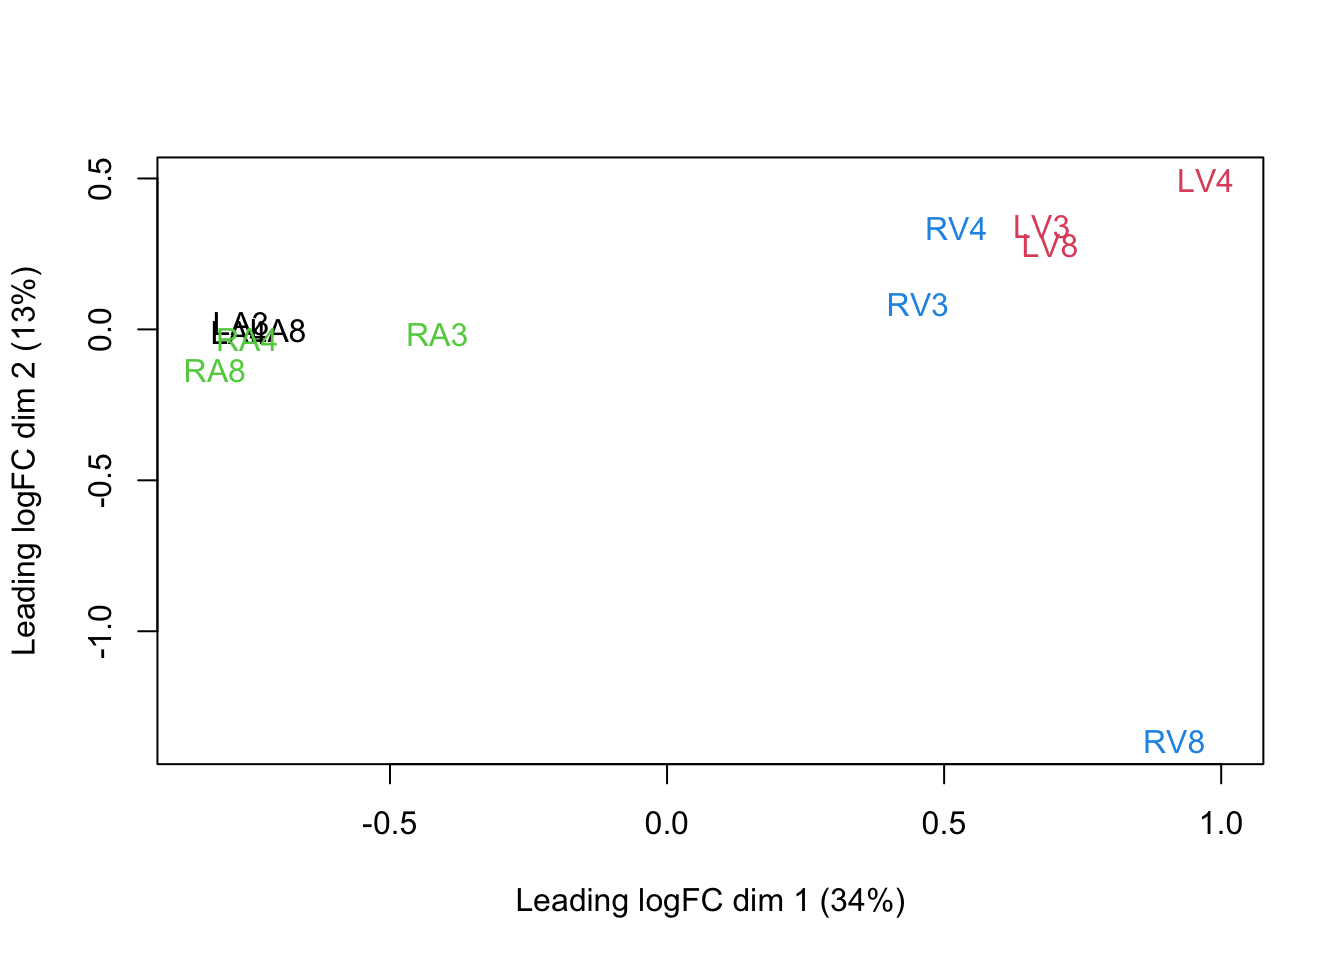 0.5
LV4
RV4
LV3
LV8
RV3
LA3
LA8
RA4
RA3
0.0
RA8
-0.5
-1.0
RV8
-0.5 0.0 0.5 1.0
Leading logFC dim 2 (13%)
Leading logFC dim 1 (34%)